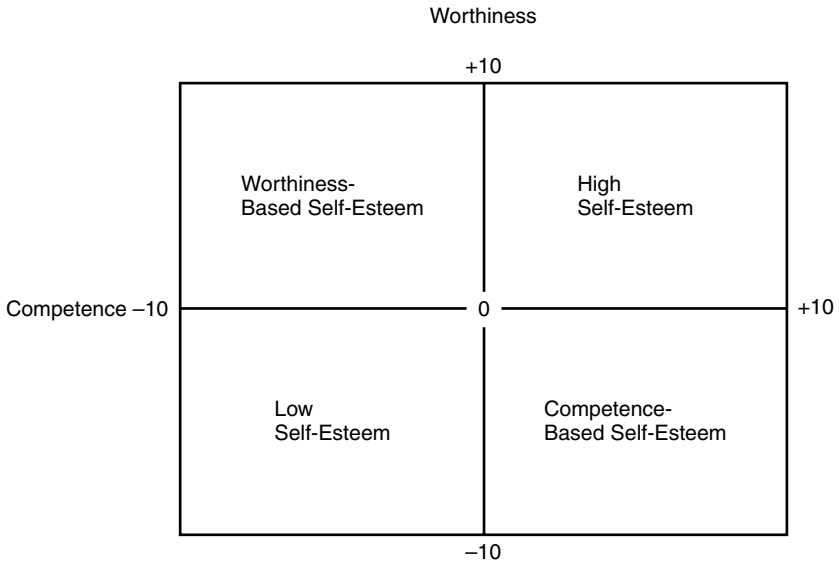 Worthiness
+10
Worthiness-
Based Self-Esteem
High
Self-Esteem
Competence –10
0
+10
Low
Self-Esteem
Competence-
Based Self-Esteem
–10